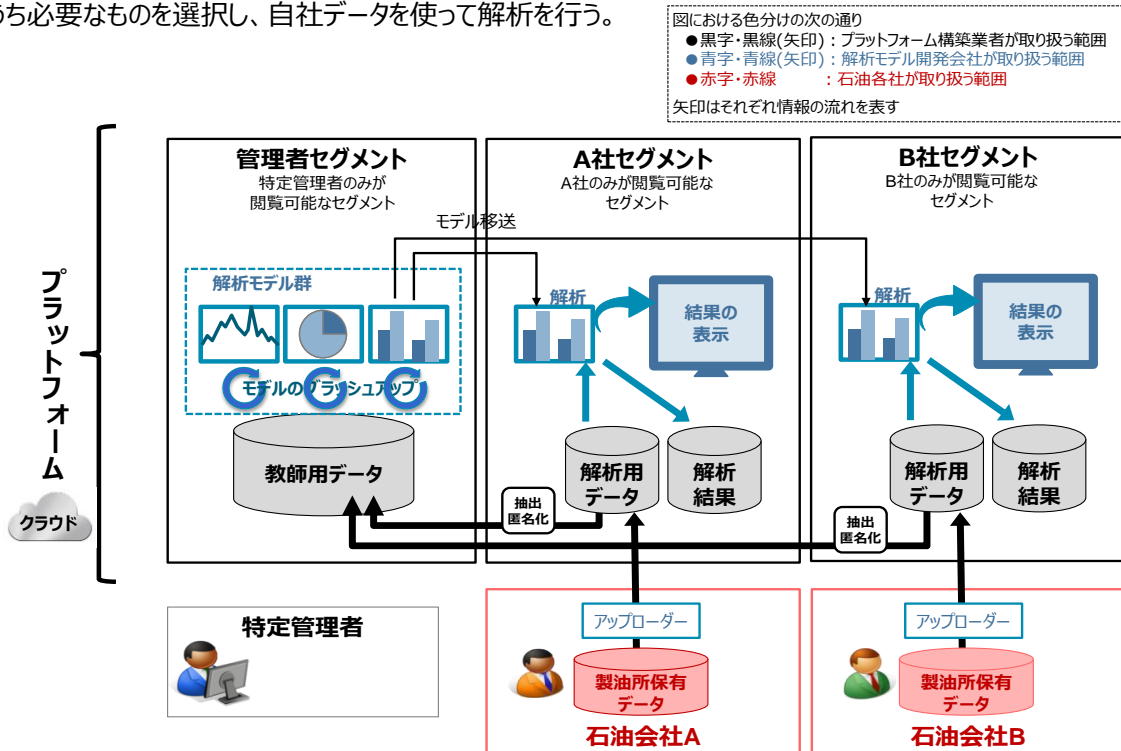 うち必要なものを選択し、自社データを使って解析を行う。
図における色分けの次の通り
●黒字・黒線(矢印)：プラットフォーム構築業者が取り扱う範囲
●青字・青線(矢印)：解析モデル開発会社が取り扱う範囲
●赤字・赤線　　　：石油各社が取り扱う範囲
矢印はそれぞれ情報の流れを表す
プラットフォーム
クラウド
管理者セグメント
特定管理者のみが
閲覧可能なセグメント
A社セグメント
A社のみが閲覧可能な
セグメント
B社セグメント
B社のみが閲覧可能な
セグメント
モデル移送
解析モデル群
モデルのブラッシュアップ
教師用データ
解析
結果の
表示
解析用
データ
解析
結果
抽出
匿名化
解析
結果の
表示
解析用
データ
解析
結果
抽出
匿名化
特定管理者
アップローダー
製油所保有
データ
石油会社A
アップローダー
製油所保有
データ
石油会社B